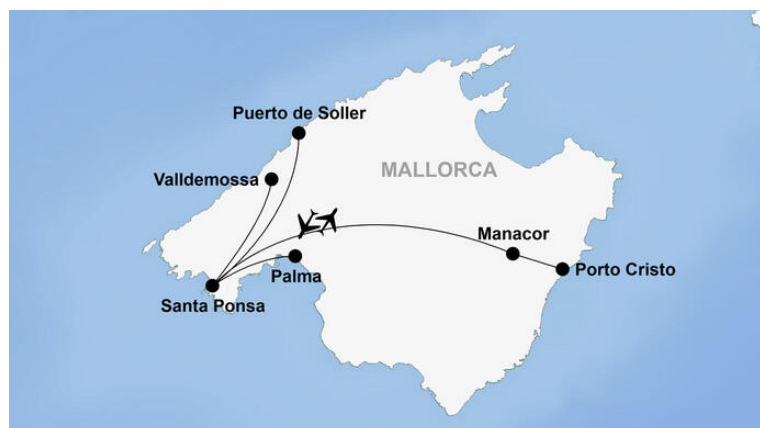 Puerto de Soller
MALLORCA
Valldemossa
Manacor
Porto Cristo
Palma
Santa Ponsa